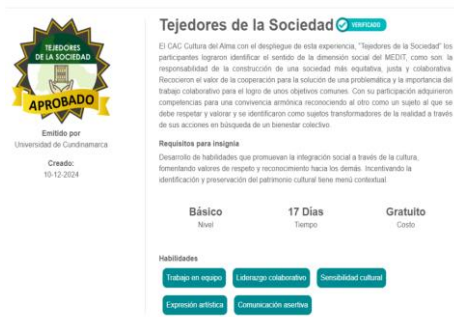 TEJEDORES
DE LA SOCIEDAD
APROBADO
Emitido por
Universidad de Cundinamarca
Creado:
10-12-2024
Tejedores de la Sociedad VERIFICADO
El CAC Cultura del Alma con el despliegue de esta experiencia, "Tejedores de la Sociedad" los
participantes lograron identificar el sentido de la dimensión social del MEDIT, como son la
responsabilidad de la construcción de una sociedad más equitativa, justa y colaborativa.
Recocieron el valor de la cooperación para la solución de una problemática y la importancia del
trabajo colaborativo para el logro de unos objetivos comunes. Con su participación adquirieron
competencias para una convivencia armónica reconociendo al otro como un sujeto al que se
debe respetar y valorar y se identificaron como sujetos transformadores de la realidad a través
de sus acciones en búsqueda de un bienestar colectivo.
Requisitos para insignia
Desarrollo de habilidades que promuevan la integración social a través de la cultura,
fomentando valores de respeto y reconocimiento hacia los demás. Incentivando la
identificación y preservación del patrimonio cultural tiene menú contextual
Básico 17 Días Gratuito
Nivel Tiempo Costo
Habilidades
Trabajo en equipo Liderazgo colaborativo Sensibilidad cultural
Expresión artística Comunicación asertiva